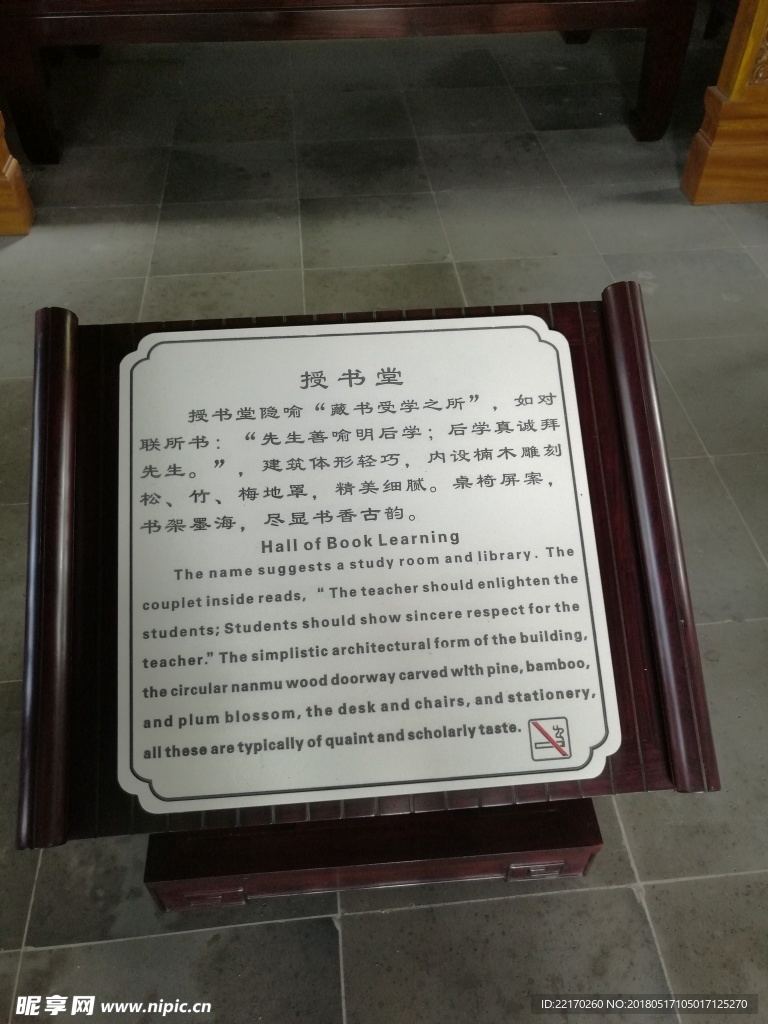 授书堂
授书堂隐喻“藏书受学之所”，如对
联所书：“先生善喻明后学；后学真诚拜
先生。”，建筑体形轻巧，内设楠木雕刻
松、竹、梅地罩，精美细腻。桌椅屏案，
书架墨海，尽显书香古韵。
Hall of Book Learning
The name suggests a study room and library. The
couplet inside reads, “ The teacher should enlighten the
students; Students should show sincere respect for the
teacher.” The simplistic architectural form of the building,
the circular nanmu wood doorway carved with pine, bamboo,
and plum blossom, the desk and chairs, and stationery,
all these are typically of quaint and scholarly taste.
昵享网 www.nipic.cn
ID:22170260 NO:20180517105017125270